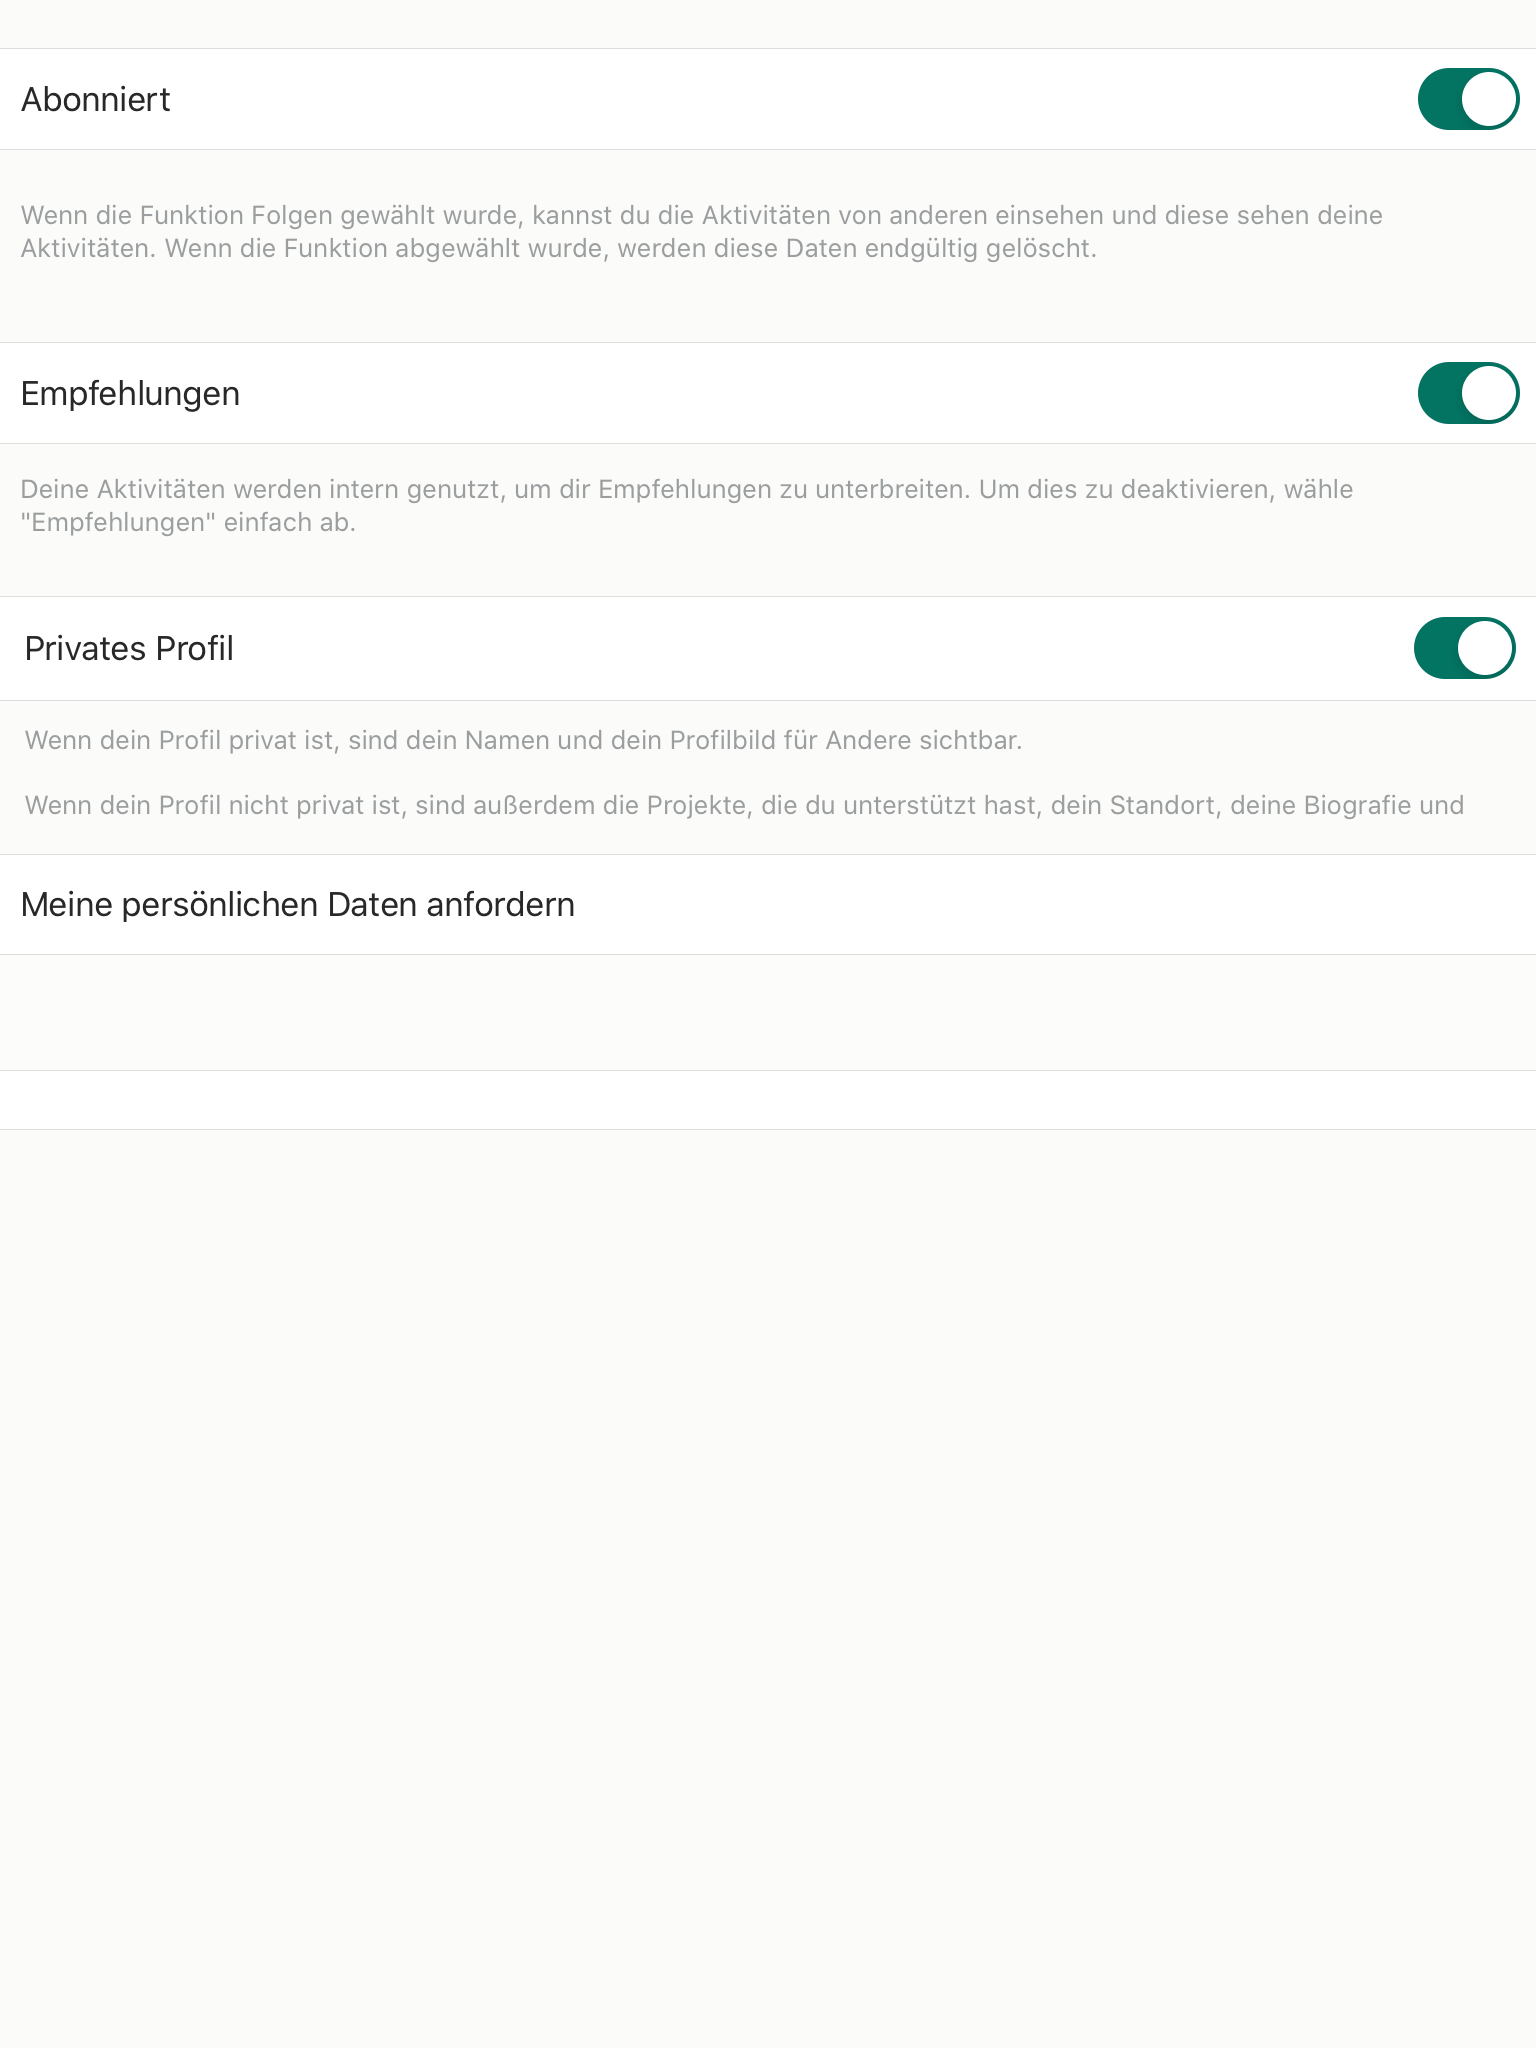 Abonniert
Wenn die Funktion Folgen gewählt wurde, kannst du die Aktivitäten von anderen einsehen und diese sehen deine
Aktivitäten. Wenn die Funktion abgewählt wurde, werden diese Daten endgültig gelöscht.
Empfehlungen
Deine Aktivitäten werden intern genutzt, um dir Empfehlungen zu unterbreiten. Um dies zu deaktivieren, wähle
"Empfehlungen" einfach ab.
Privates Profil
Wenn dein Profil privat ist, sind dein Namen und dein Profilbild für Andere sichtbar.
Wenn dein Profil nicht privat ist, sind außerdem die Projekte, die du unterstützt hast, dein Standort, deine Biografie und
Meine persönlichen Daten anfordern